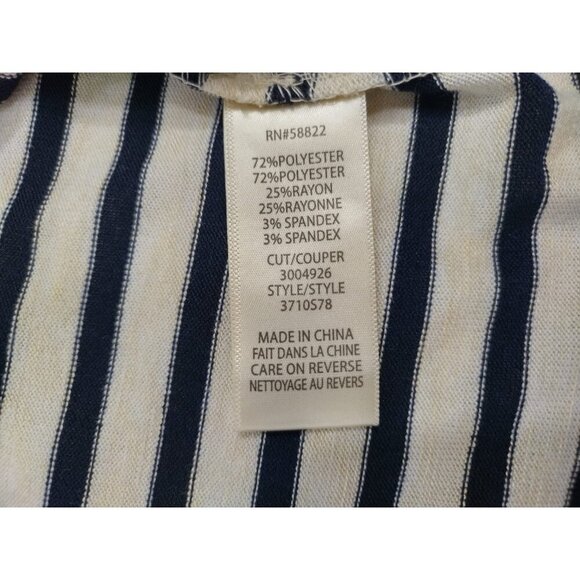 RN#58822
72%POLYESTER
72%POLYESTER
25%RAYON
25%RAYONNE
3% SPANDEX
3% SPANDEX
CUT/COUPER
3004926
STYLE/STYLE
3710S78
MADE IN CHINA
FAIT DANS LA CHINE
CARE ON REVERSE
NETTOYAGE AU REVERS